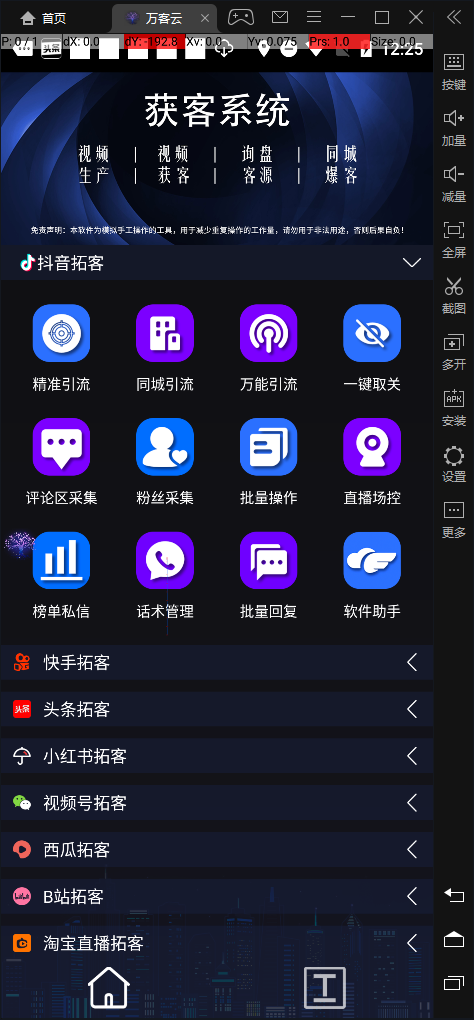 首页
万客云
P: 0 / 1
dX: 0.0
dY: -192.8
Xv: 0.0
Yv: 0.075
Prs: 1.0
Size: 0.0
头条
12:25
获客系统
视频 | 视频 | 询盘 | 同城
生产 | 获客 | 客源 | 爆客
免责声明：本软件为模拟手工操作的工具，用于减少重复操作的工作量，请勿用于非法用途，否则后果自负！
抖音拓客
精准引流
同城引流
万能引流
一键取关
评论区采集
粉丝采集
批量操作
直播场控
榜单私信
话术管理
批量回复
软件助手
快手拓客
头条
头条拓客
小红书拓客
视频号拓客
西瓜拓客
B站拓客
淘宝直播拓客
按键
加量
减量
全屏
截图
多开
APK
安装
设置
更多